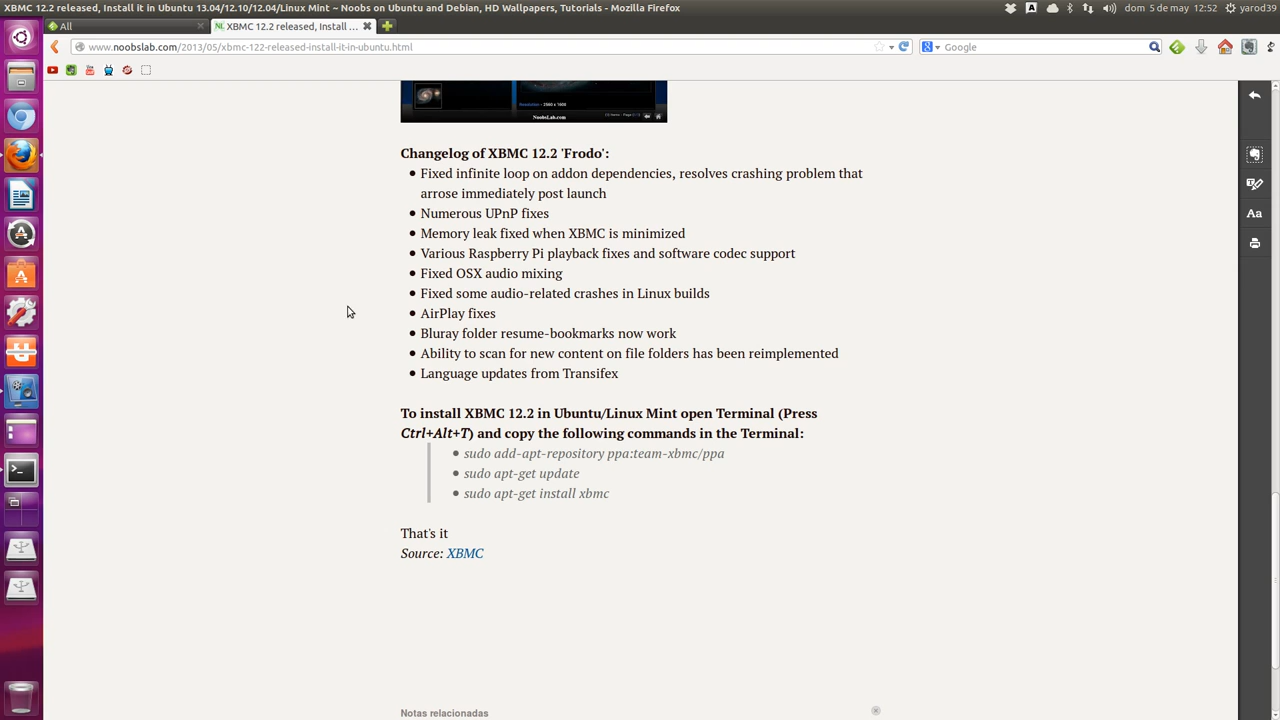 XBMC 12.2 released, Install it in Ubuntu 13.04/12.10/12.04/Linux Mint ~ Noobs on Ubuntu and Debian, HD Wallpapers, Tutorials - Mozilla Firefox
A
dom 5 de may 12:52
yarod39
All
NL XBMC 12.2 released, Install ...
www.noobslab.com/2013/05/xbmc-122-released-install-it-in-ubuntu.html
Google
Resolution - 2560 x 1600
NoobsLab.com
Changelog of XBMC 12.2 'Frodo':
Fixed infinite loop on addon dependencies, resolves crashing problem that
arrose immediately post launch
Numerous UPnP fixes
Memory leak fixed when XBMC is minimized
Various Raspberry Pi playback fixes and software codec support
Fixed OSX audio mixing
Fixed some audio-related crashes in Linux builds
AirPlay fixes
Bluray folder resume-bookmarks now work
Ability to scan for new content on file folders has been reimplemented
Language updates from Transifex
To install XBMC 12.2 in Ubuntu/Linux Mint open Terminal (Press
Ctrl+Alt+T) and copy the following commands in the Terminal:
sudo add-apt-repository ppa:team-xbmc/ppa
sudo apt-get update
sudo apt-get install xbmc
That's it
Source: XBMC
Aa
Notas relacionadas